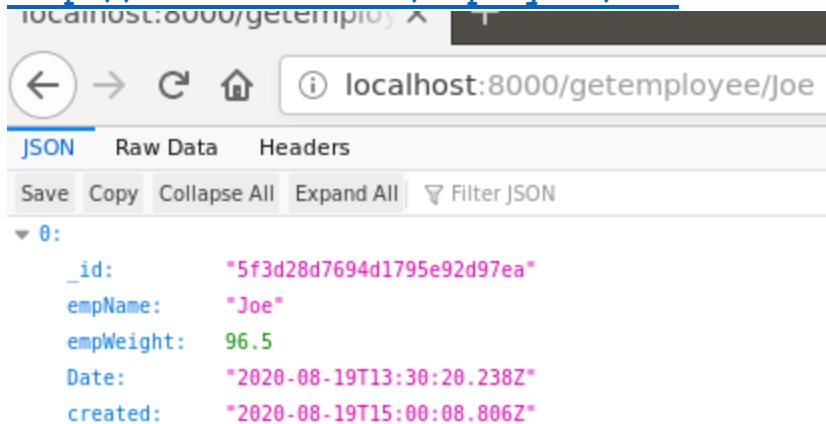 localhost:8000/getemploy
localhost:8000/getemployee/Joe
JSON Raw Data Headers
Save Copy Collapse All Expand All Filter JSON
0:
_id: "5f3d28d7694d1795e92d97ea"
empName: "Joe"
empWeight: 96.5
Date: "2020-08-19T13:30:20.238Z"
created: "2020-08-19T15:00:08.806Z"